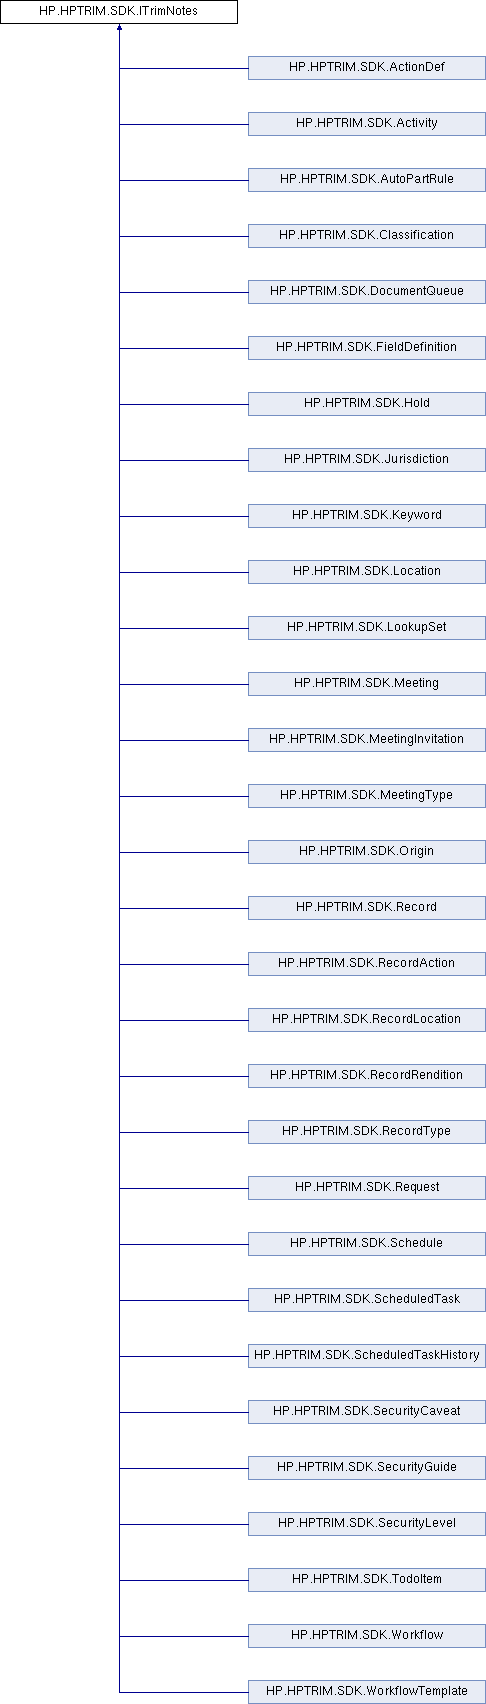 HP.HPTRIM.SDK.ITrimNotes
HP.HPTRIM.SDK.ActionDef
HP.HPTRIM.SDK.Activity
HP.HPTRIM.SDK.AutoPartRule
HP.HPTRIM.SDK.Classification
HP.HPTRIM.SDK.DocumentQueue
HP.HPTRIM.SDK.FieldDefinition
HP.HPTRIM.SDK.Hold
HP.HPTRIM.SDK.Jurisdiction
HP.HPTRIM.SDK.Keyword
HP.HPTRIM.SDK.Location
HP.HPTRIM.SDK.LookupSet
HP.HPTRIM.SDK.Meeting
HP.HPTRIM.SDK.MeetingInvitation
HP.HPTRIM.SDK.MeetingType
HP.HPTRIM.SDK.Origin
HP.HPTRIM.SDK.Record
HP.HPTRIM.SDK.RecordAction
HP.HPTRIM.SDK.RecordLocation
HP.HPTRIM.SDK.RecordRendition
HP.HPTRIM.SDK.RecordType
HP.HPTRIM.SDK.Request
HP.HPTRIM.SDK.Schedule
HP.HPTRIM.SDK.ScheduledTask
HP.HPTRIM.SDK.ScheduledTaskHistory
HP.HPTRIM.SDK.SecurityCaveat
HP.HPTRIM.SDK.SecurityGuide
HP.HPTRIM.SDK.SecurityLevel
HP.HPTRIM.SDK.TodoItem
HP.HPTRIM.SDK.Workflow
HP.HPTRIM.SDK.WorkflowTemplate